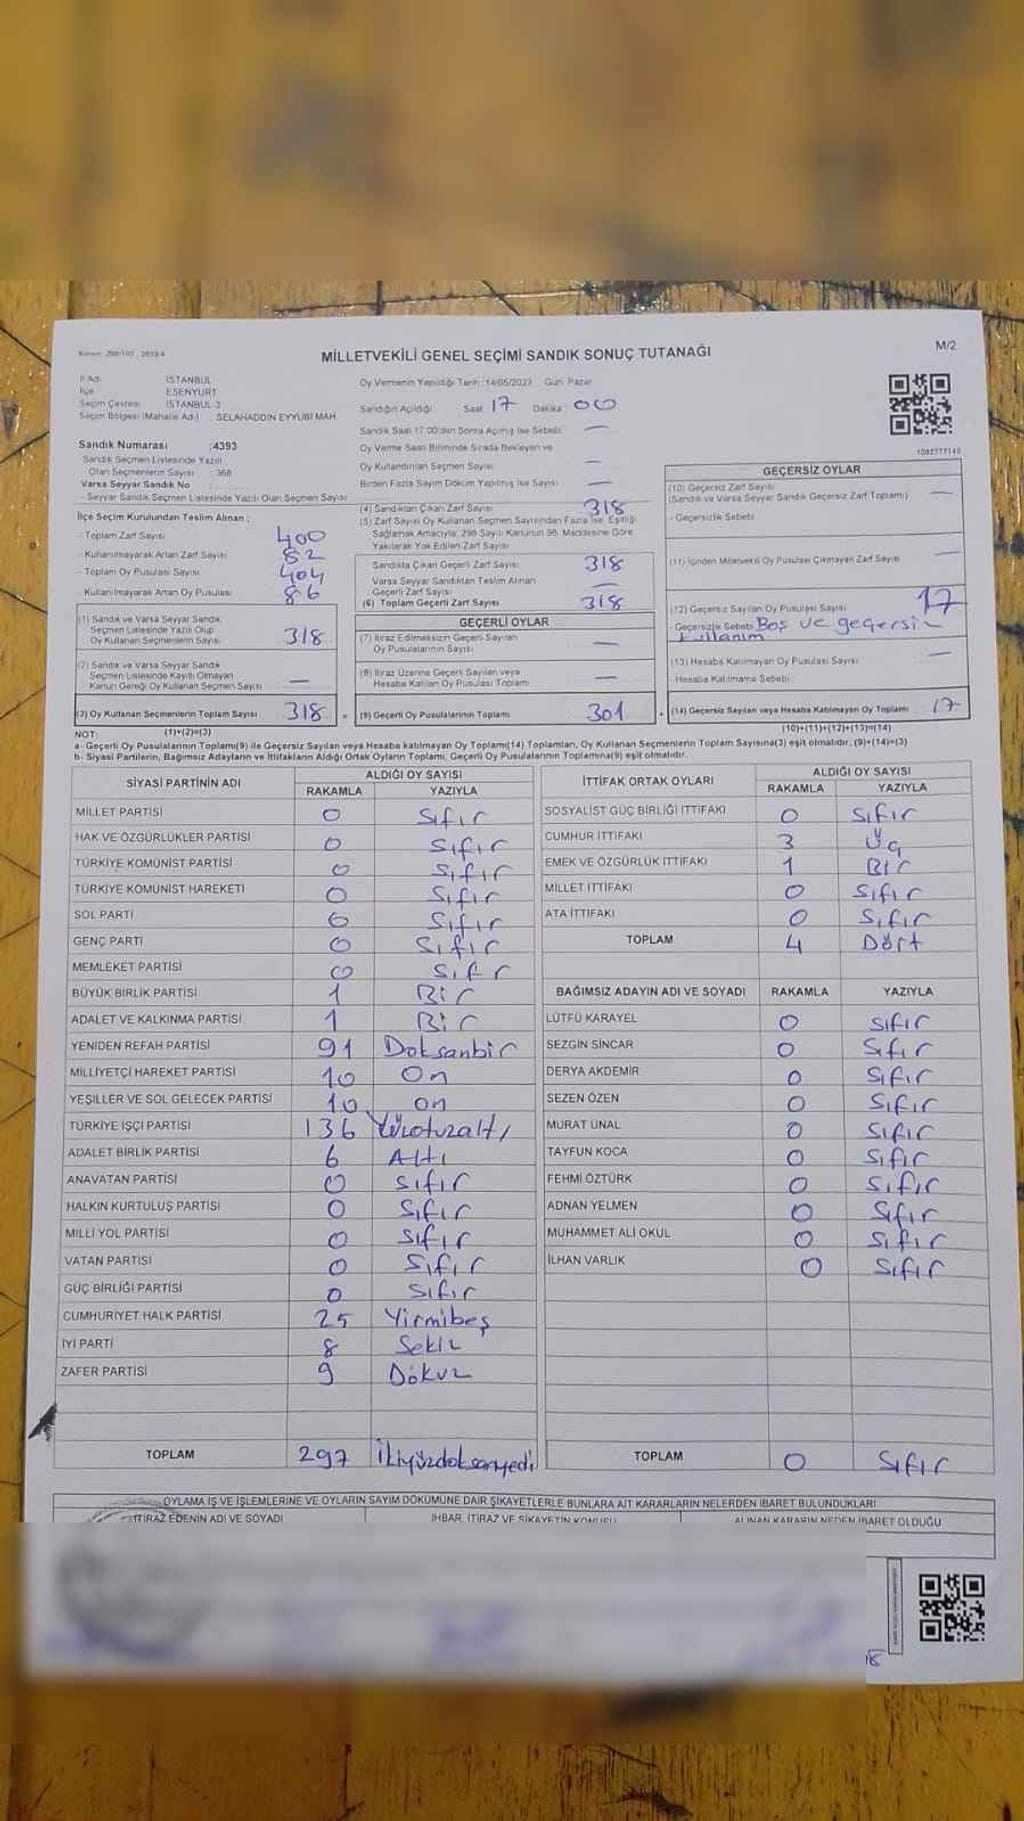 MİLLETVEKİLİ GENEL SEÇİMİ SANDIK SONUÇ TUTANAĞI
M/2
İl Adı : İSTANBUL
İlçe : ESENYURT
Seçim Çevresi : İSTANBUL-3
Seçim Bölgesi (Mahalle Adı) : SELAHADDİN EYYUBİ MAH.
Sandık Numarası :4393
Sandık Seçmen Listesinde Yazılı
Olan Seçmenlerin Sayısı : 368
Varsa Seyyar Sandık No :
Seyyar Sandık Seçmen Listesinde Yazılı Olan Seçmen Sayısı
Oy Vermenin Yapıldığı Tarih :14/05/2023 Gün: Pazar
Sandığın Açıldığı Saat 17 Dakika 00
Sandık Saat 17:00'den Sonra Açılmış İse Sebebi: —
Oy Verme Saati Bitiminde Sırada Bekleyen ve
Oy Kullandırılan Seçmen Sayısı —
Birden Fazla Sayım Döküm Yapılmış İse Sayısı —
İlçe Seçim Kurulundan Teslim Alınan ;
- Toplam Zarf Sayısı 400
- Kullanılmayarak Artan Zarf Sayısı 82
- Toplam Oy Pusulası Sayısı 404
- Kullanılmayarak Artan Oy Pusulası 86
(4) Sandıktan Çıkan Zarf Sayısı 318
(5) Zarf Sayısı Oy Kullanan Seçmen Sayısından Fazla İse, Eşitliği
Sağlamak Amacıyla, 298 Sayılı Kanunun 98. Maddesine Göre
Yakılarak Yok Edilen Zarf Sayısı
Sandıkta Çıkan Geçerli Zarf Sayısı 318
Varsa Seyyar Sandıktan Teslim Alınan
Geçerli Zarf Sayısı —
(6) Toplam Geçerli Zarf Sayısı 318
1082777145
GEÇERSİZ OYLAR
(10) Geçersiz Zarf Sayısı —
(Sandık ve Varsa Seyyar Sandık Geçersiz Zarf Toplamı)
- Geçersizlik Sebebi
(11) İçinden Milletvekili Oy Pusulası Çıkmayan Zarf Sayısı —
(12) Geçersiz Sayılan Oy Pusulası Sayısı 17
- Geçersizlik Sebebi Boş ve geçersiz
kullanım
(13) Hesaba Katılmayan Oy Pusulası Sayısı —
- Hesaba Katılmama Sebebi :
(14) Geçersiz Sayılan veya Hesaba Katılmayan Oy Toplamı 17
(10)+(11)+(12)+(13)=(14)
(1) Sandık ve Varsa Seyyar Sandık
Seçmen Listesinde Yazılı Olup
Oy Kullanan Seçmenlerin Sayısı 318
(2) Sandık ve Varsa Seyyar Sandık
Seçmen Listesinde Kayıtlı Olmayan
Kanun Gereği Oy Kullanan Seçmen Sayısı —
(3) Oy Kullanan Seçmenlerin Toplam Sayısı 318 =
(1)+(2)=(3)
GEÇERLİ OYLAR
(7) İtiraz Edilmeksizin Geçerli Sayılan
Oy Pusulalarının Sayısı —
(8) İtiraz Üzerine Geçerli Sayılan veya
Hesaba Katılan Oy Pusulası Toplamı —
(9) Geçerli Oy Pusulalarının Toplamı 301 +
NOT:
a- Geçerli Oy Pusulalarının Toplamı(9) ile Geçersiz Sayılan veya Hesaba katılmayan Oy Toplamı(14) Toplamları, Oy Kullanan Seçmenlerin Toplam Sayısına(3) eşit olmalıdır. (9)+(14)=(3)
b- Siyasi Partilerin, Bağımsız Adayların ve İttifakların Aldığı Ortak Oyların Toplamı, Geçerli Oy Pusulalarının Toplamına(9) eşit olmalıdır.
SİYASİ PARTİNİN ADI ALDIĞI OY SAYISI
RAKAMLA YAZIYLA
MİLLET PARTİSİ 0 Sıfır
HAK VE ÖZGÜRLÜKLER PARTİSİ 0 Sıfır
TÜRKİYE KOMÜNİST PARTİSİ 0 Sıfır
TÜRKİYE KOMÜNİST HAREKETİ 0 Sıfır
SOL PARTİ 0 Sıfır
GENÇ PARTİ 0 Sıfır
MEMLEKET PARTİSİ 0 Sıfr
BÜYÜK BİRLİK PARTİSİ 1 Bir
ADALET VE KALKINMA PARTİSİ 1 Bir
YENİDEN REFAH PARTİSİ 91 Doksanbir
MİLLİYETÇİ HAREKET PARTİSİ 10 On
YEŞİLLER VE SOL GELECEK PARTİSİ 10 on
TÜRKİYE İŞÇİ PARTİSİ 136 Yüzotuzaltı
ADALET BİRLİK PARTİSİ 6 Altı
ANAVATAN PARTİSİ 0 Sıfır
HALKIN KURTULUŞ PARTİSİ 0 Sıfır
MİLLİ YOL PARTİSİ 0 Sıfır
VATAN PARTİSİ 0 Sıfır
GÜÇ BİRLİĞİ PARTİSİ 0 Sıfır
CUMHURİYET HALK PARTİSİ 25 Yirmibeş
İYİ PARTİ 8 Sekiz
ZAFER PARTİSİ 9 Dokuz
TOPLAM 297 İkiyüzdoksanyedi
İTTİFAK ORTAK OYLARI ALDIĞI OY SAYISI
RAKAMLA YAZIYLA
SOSYALİST GÜÇ BİRLİĞİ İTTİFAKI 0 Sıfır
CUMHUR İTTİFAKI 3 Üç
EMEK VE ÖZGÜRLÜK İTTİFAKI 1 Bir
MİLLET İTTİFAKI 0 Sıfır
ATA İTTİFAKI 0 Sıfır
TOPLAM 4 Dört
BAĞIMSIZ ADAYIN ADI VE SOYADI RAKAMLA YAZIYLA
LÜTFÜ KARAYEL 0 Sıfır
SEZGİN SİNCAR 0 Sıfır
DERYA AKDEMİR 0 Sıfır
SEZEN ÖZEN 0 Sıfır
MURAT ÜNAL 0 Sıfır
TAYFUN KOCA 0 Sıfır
FEHMİ ÖZTÜRK 0 Sıfır
ADNAN YELMEN 0 Sıfır
MUHAMMET ALİ OKUL 0 Sıfır
İLHAN VARLIK 0 Sıfır
TOPLAM 0 Sıfır
OYLAMA İŞ VE İŞLEMLERİNE VE OYLARIN SAYIM DÖKÜMÜNE DAİR ŞİKAYETLERLE BUNLARA AİT KARARLARIN NELERDEN İBARET BULUNDUKLARI
İTİRAZ EDENİN ADI VE SOYADI İHBAR, İTİRAZ VE ŞİKAYETİN KONUSU ALINAN KARARIN NEDEN İBARET OLDUĞU